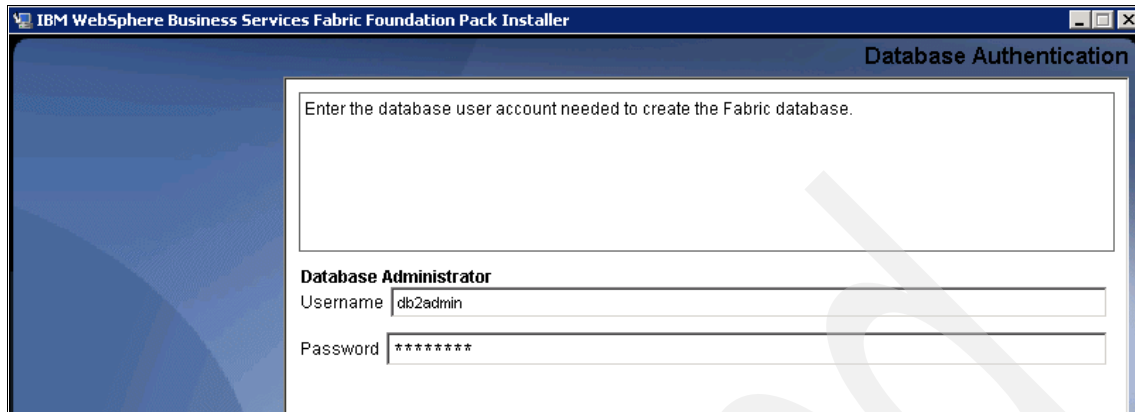 IBM WebSphere Business Services Fabric Foundation Pack Installer
Database Authentication
Enter the database user account needed to create the Fabric database.
Database Administrator
Username db2admin
Password ********